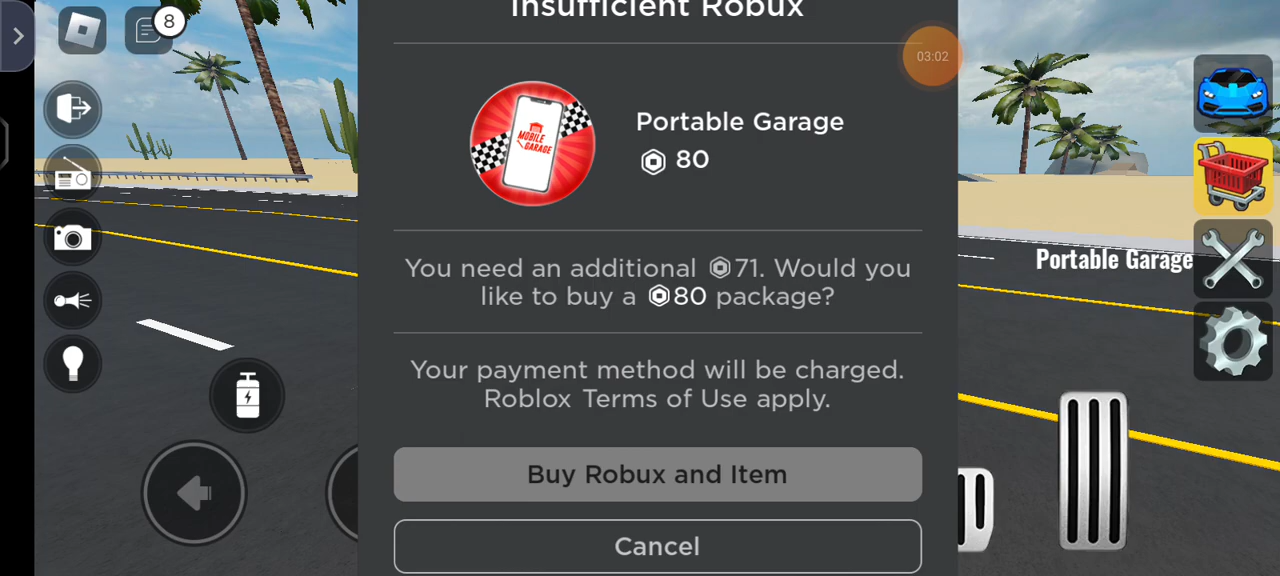 8
Insufficient Robux
03:02
MOBILE
GARAGE
Portable Garage
80
You need an additional 71. Would you
like to buy a 80 package?
Portable Garage
Your payment method will be charged.
Roblox Terms of Use apply.
Buy Robux and Item
Cancel